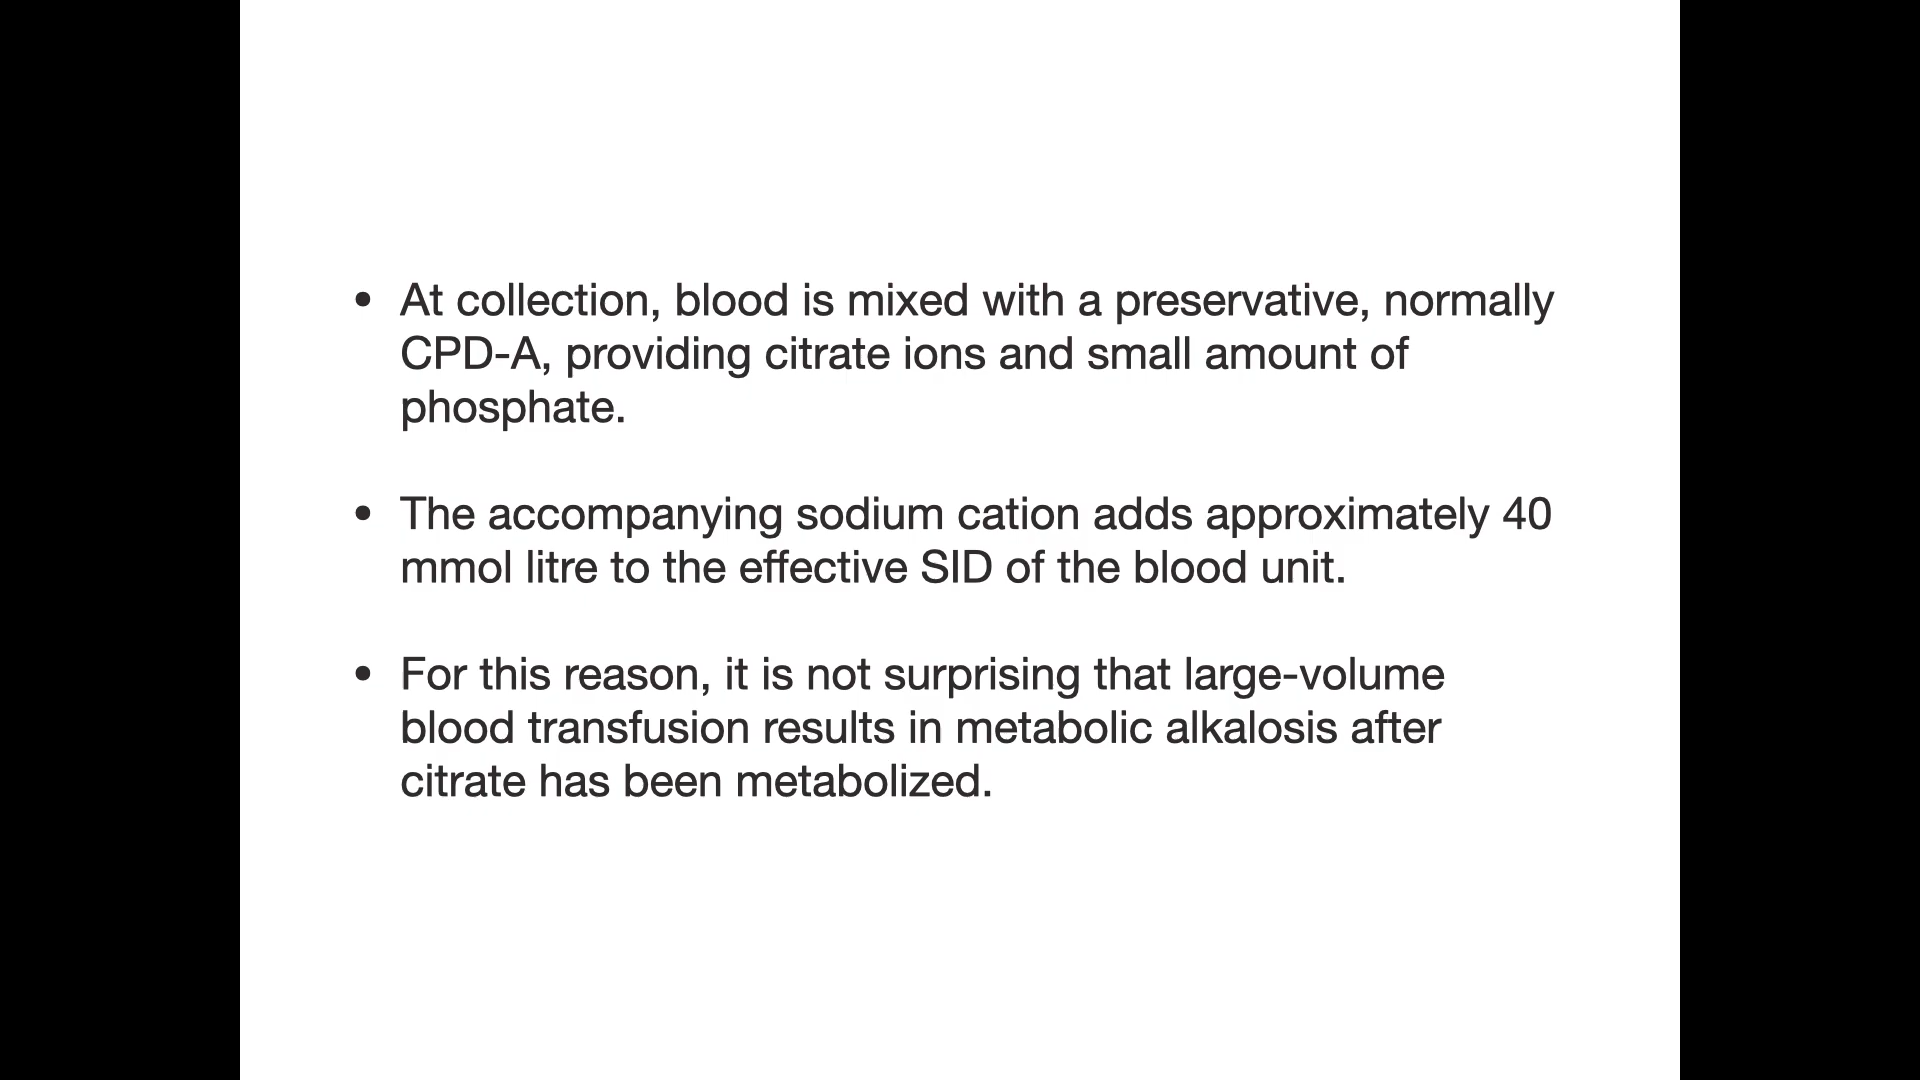 • At collection, blood is mixed with a preservative, normally
CPD-A, providing citrate ions and small amount of
phosphate.
• The accompanying sodium cation adds approximately 40
mmol litre to the effective SID of the blood unit.
• For this reason, it is not surprising that large-volume
blood transfusion results in metabolic alkalosis after
citrate has been metabolized.